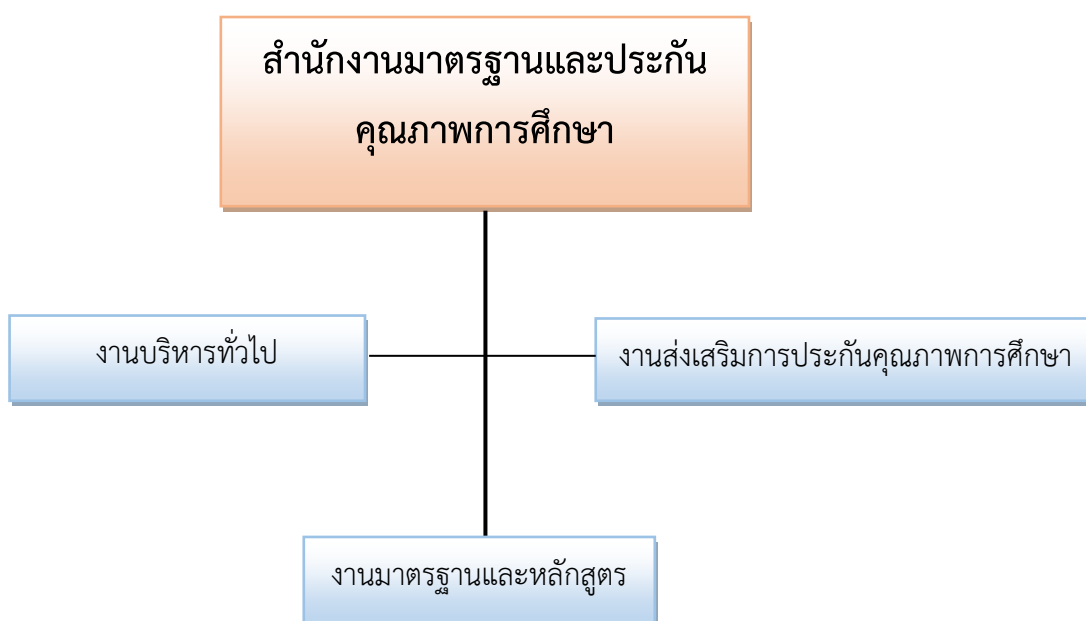 สำนักงานมาตรฐานและประกัน
คุณภาพการศึกษา
งานบริหารทั่วไป
งานส่งเสริมการประกันคุณภาพการศึกษา
งานมาตรฐานและหลักสูตร